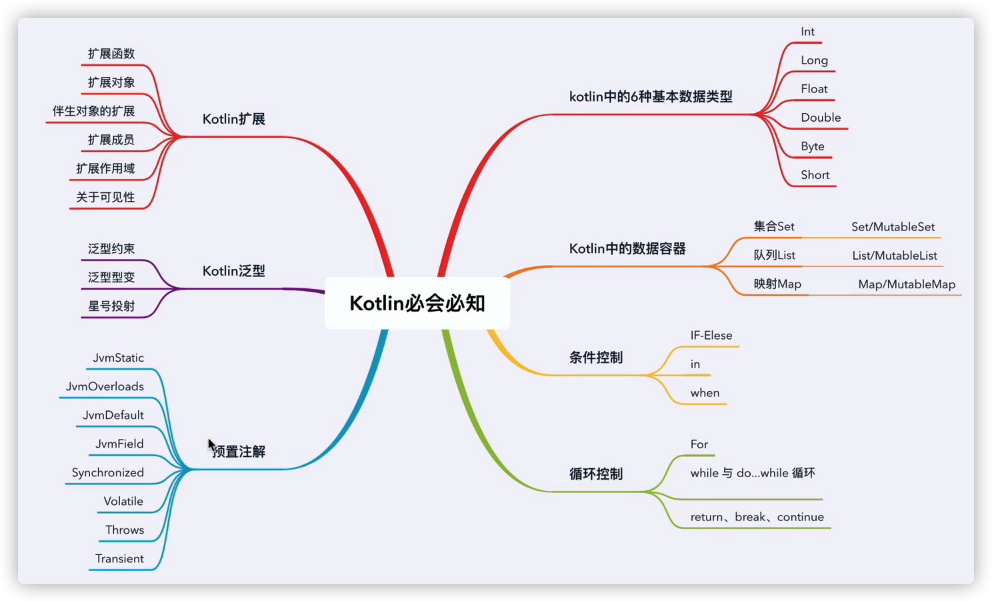 Kotlin必会必知
Kotlin扩展
扩展函数
扩展对象
伴生对象的扩展
扩展成员
扩展作用域
关于可见性
Kotlin泛型
泛型约束
泛型型变
星号投射
预置注解
JvmStatic
JvmOverloads
JvmDefault
JvmField
Synchronized
Volatile
Throws
Transient
kotlin中的6种基本数据类型
Int
Long
Float
Double
Byte
Short
Kotlin中的数据容器
集合Set Set/MutableSet
队列List List/MutableList
映射Map Map/MutableMap
条件控制
IF-Elese
in
when
循环控制
For
while 与 do...while 循环
return、break、continue